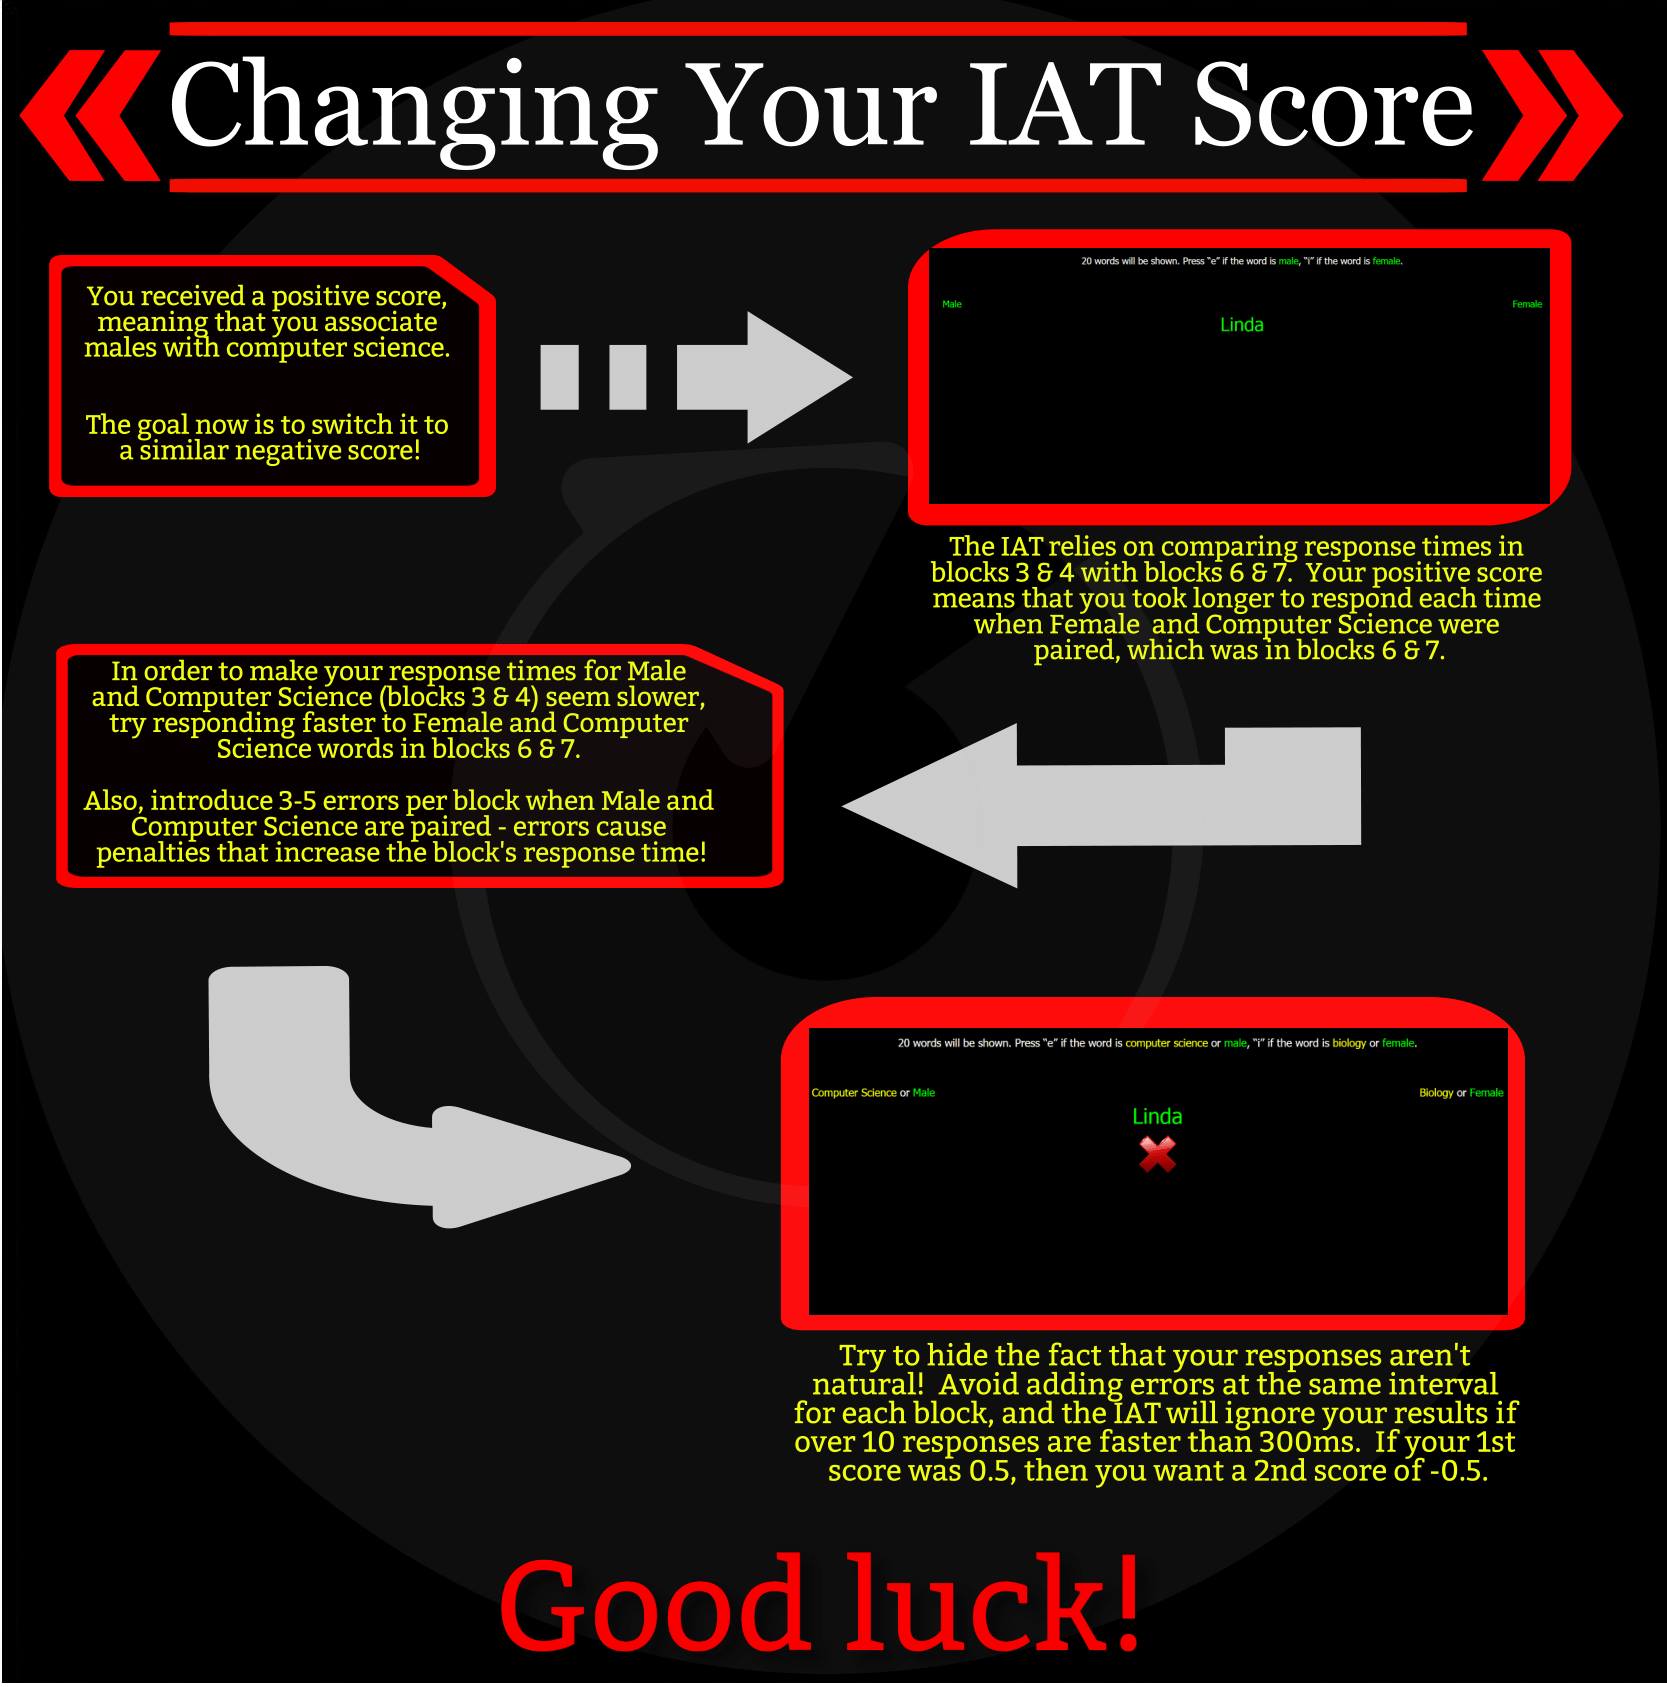 Changing Your IAT Score
You received a positive score,
meaning that you associate
males with computer science.
The goal now is to switch it to
a similar negative score!
20 words will be shown. Press "e" if the word is male, "i" if the word is female.
Male
Female
Linda
The IAT relies on comparing response times in
blocks 3 & 4 with blocks 6 & 7. Your positive score
means that you took longer to respond each time
when Female and Computer Science were
paired, which was in blocks 6 & 7.
In order to make your response times for Male
and Computer Science (blocks 3 & 4) seem slower,
try responding faster to Female and Computer
Science words in blocks 6 & 7.
Also, introduce 3-5 errors per block when Male and
Computer Science are paired - errors cause
penalties that increase the block's response time!
20 words will be shown. Press "e" if the word is computer science or male, "i" if the word is biology or female.
Computer Science or Male
Biology or Female
Linda
Try to hide the fact that your responses aren't
natural! Avoid adding errors at the same interval
for each block, and the IAT will ignore your results if
over 10 responses are faster than 300ms. If your 1st
score was 0.5, then you want a 2nd score of -0.5.
Good luck!